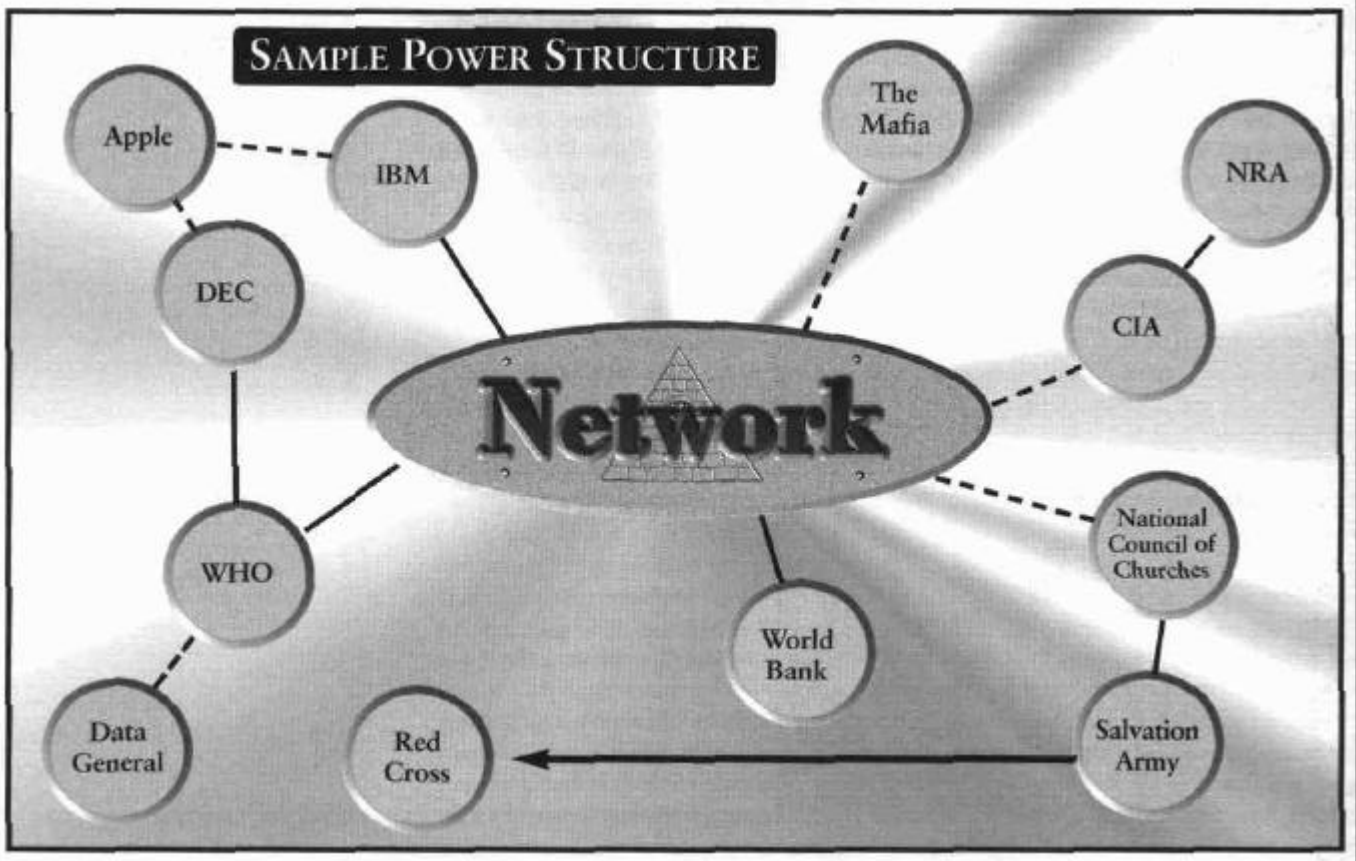 SAMPLE POWER STRUCTURE
Apple
IBM
The
Mafia
NRA
DEC
CIA
Network
National
Council of
Churches
WHO
World
Bank
Data
General
Red
Cross
Salvation
Army